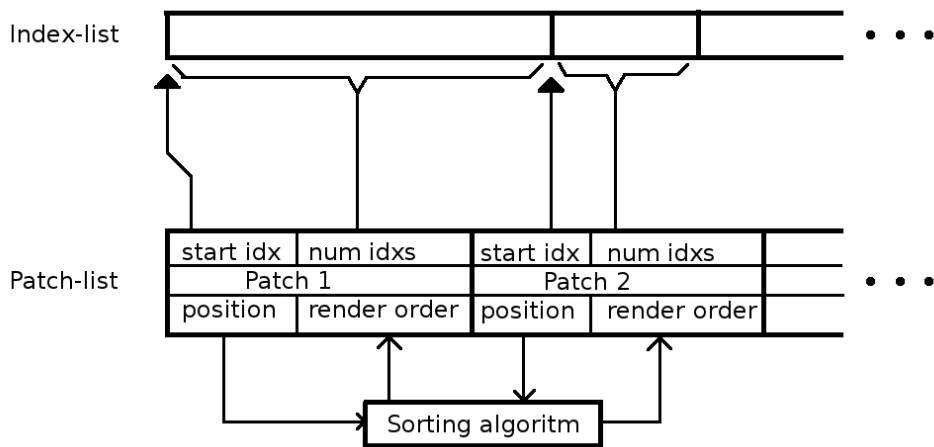 Index-list
start idx num idxs start idx num idxs
Patch-list Patch 1 Patch 2
position render order position render order
Sorting algoritm